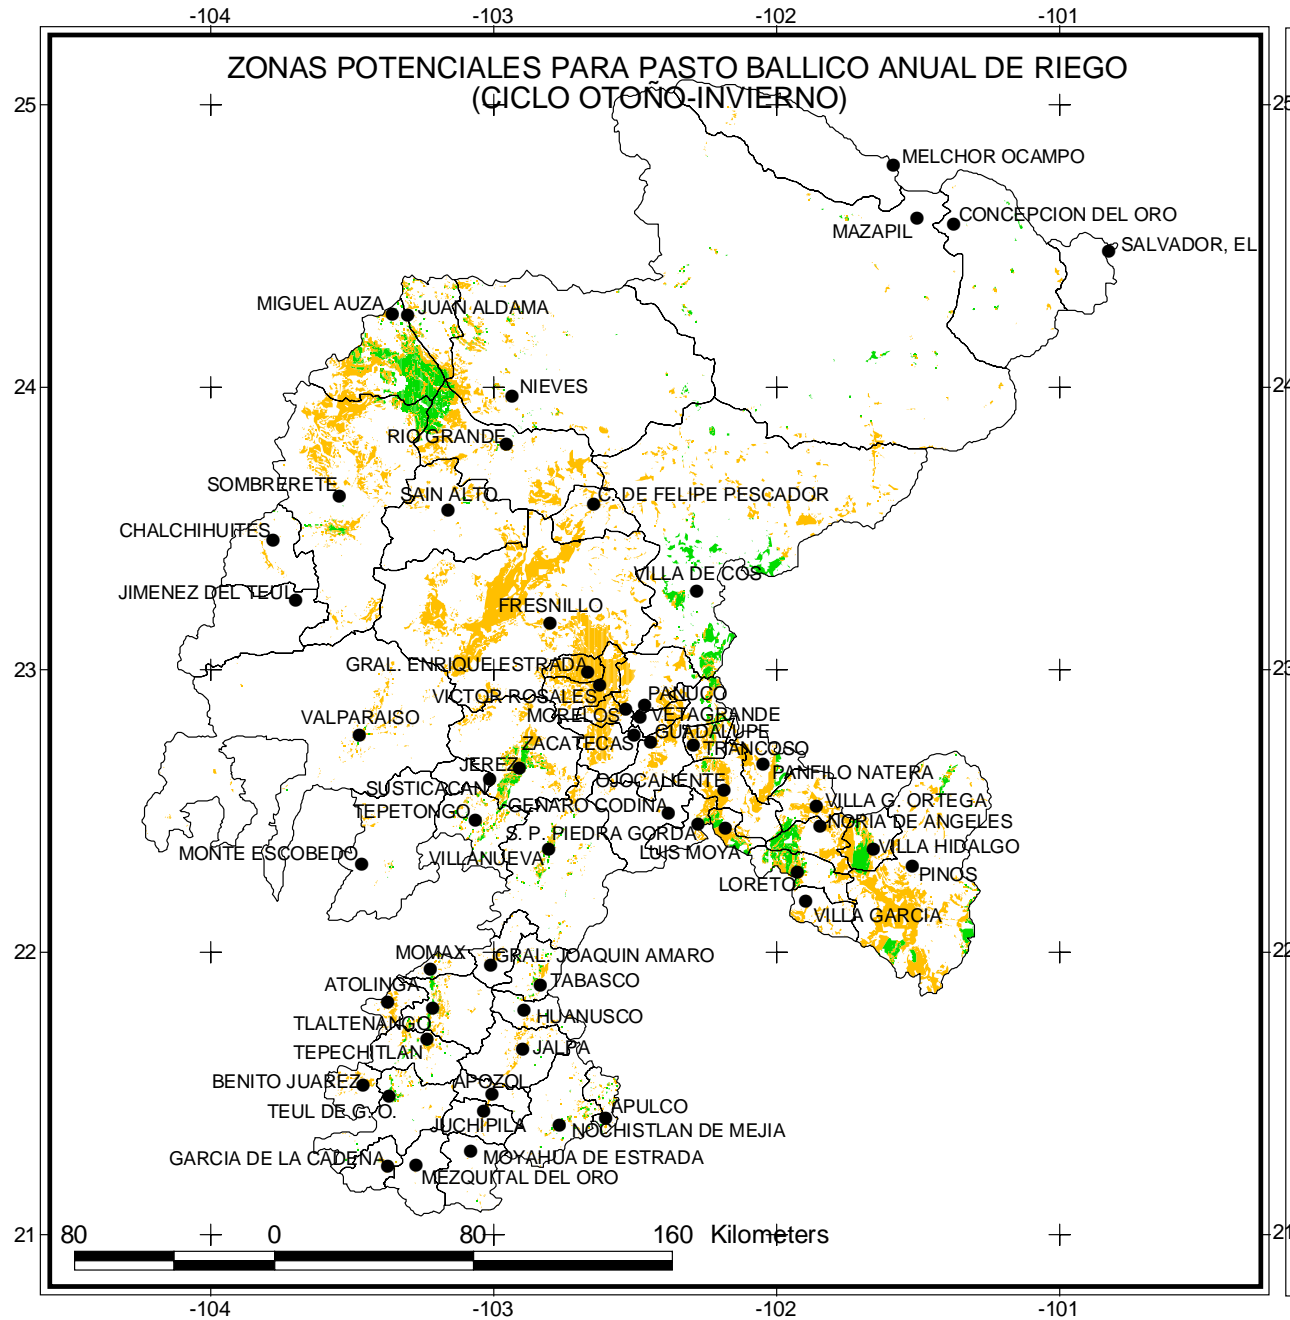 -104 -103 -102 -101
ZONAS POTENCIALES PARA PASTO BALLICO ANUAL DE RIEGO
(CICLO OTOÑO-INVIERNO)
25
MELCHOR OCAMPO
CONCEPCION DEL ORO
MAZAPIL
SALVADOR, EL
MIGUEL AUZA
JUAN ALDAMA
24
NIEVES
RIO GRANDE
SOMBRERETE
SAIN ALTO
C. DE FELIPE PESCADOR
CHALCHIHUITES
VILLA DE COS
JIMENEZ DEL TEUL
FRESNILLO
23
GRAL. ENRIQUE ESTRADA
VICTOR ROSALES
PANUCO
VALPARAISO
MORELOS
VETAGRANDE
GUADALUPE
ZACATECAS
TRANCOSO
JEREZ
PANFILO NATERA
SUSTICACAN
OJOCALIENTE
TEPETONGO
GENARO CODINA
VILLA G. ORTEGA
NORIA DE ANGELES
S. P. PIEDRA GORDA
MONTE ESCOBEDO
VILLANUEVA
LUIS MOYA
VILLA HIDALGO
PINOS
LORETO
VILLA GARCIA
22
MOMAX
GRAL. JOAQUIN AMARO
ATOLINGA
TABASCO
TLALTENANGO
HUANUSCO
TEPECHITLAN
JALPA
BENITO JUAREZ
APOZOL
TEUL DE G. O.
APULCO
JUCHIPILA
NOCHISTLAN DE MEJIA
GARCIA DE LA CADENA
MOYAHUA DE ESTRADA
MEZQUITAL DEL ORO
21
80 0 80 160 Kilometers
-104 -103 -102 -101